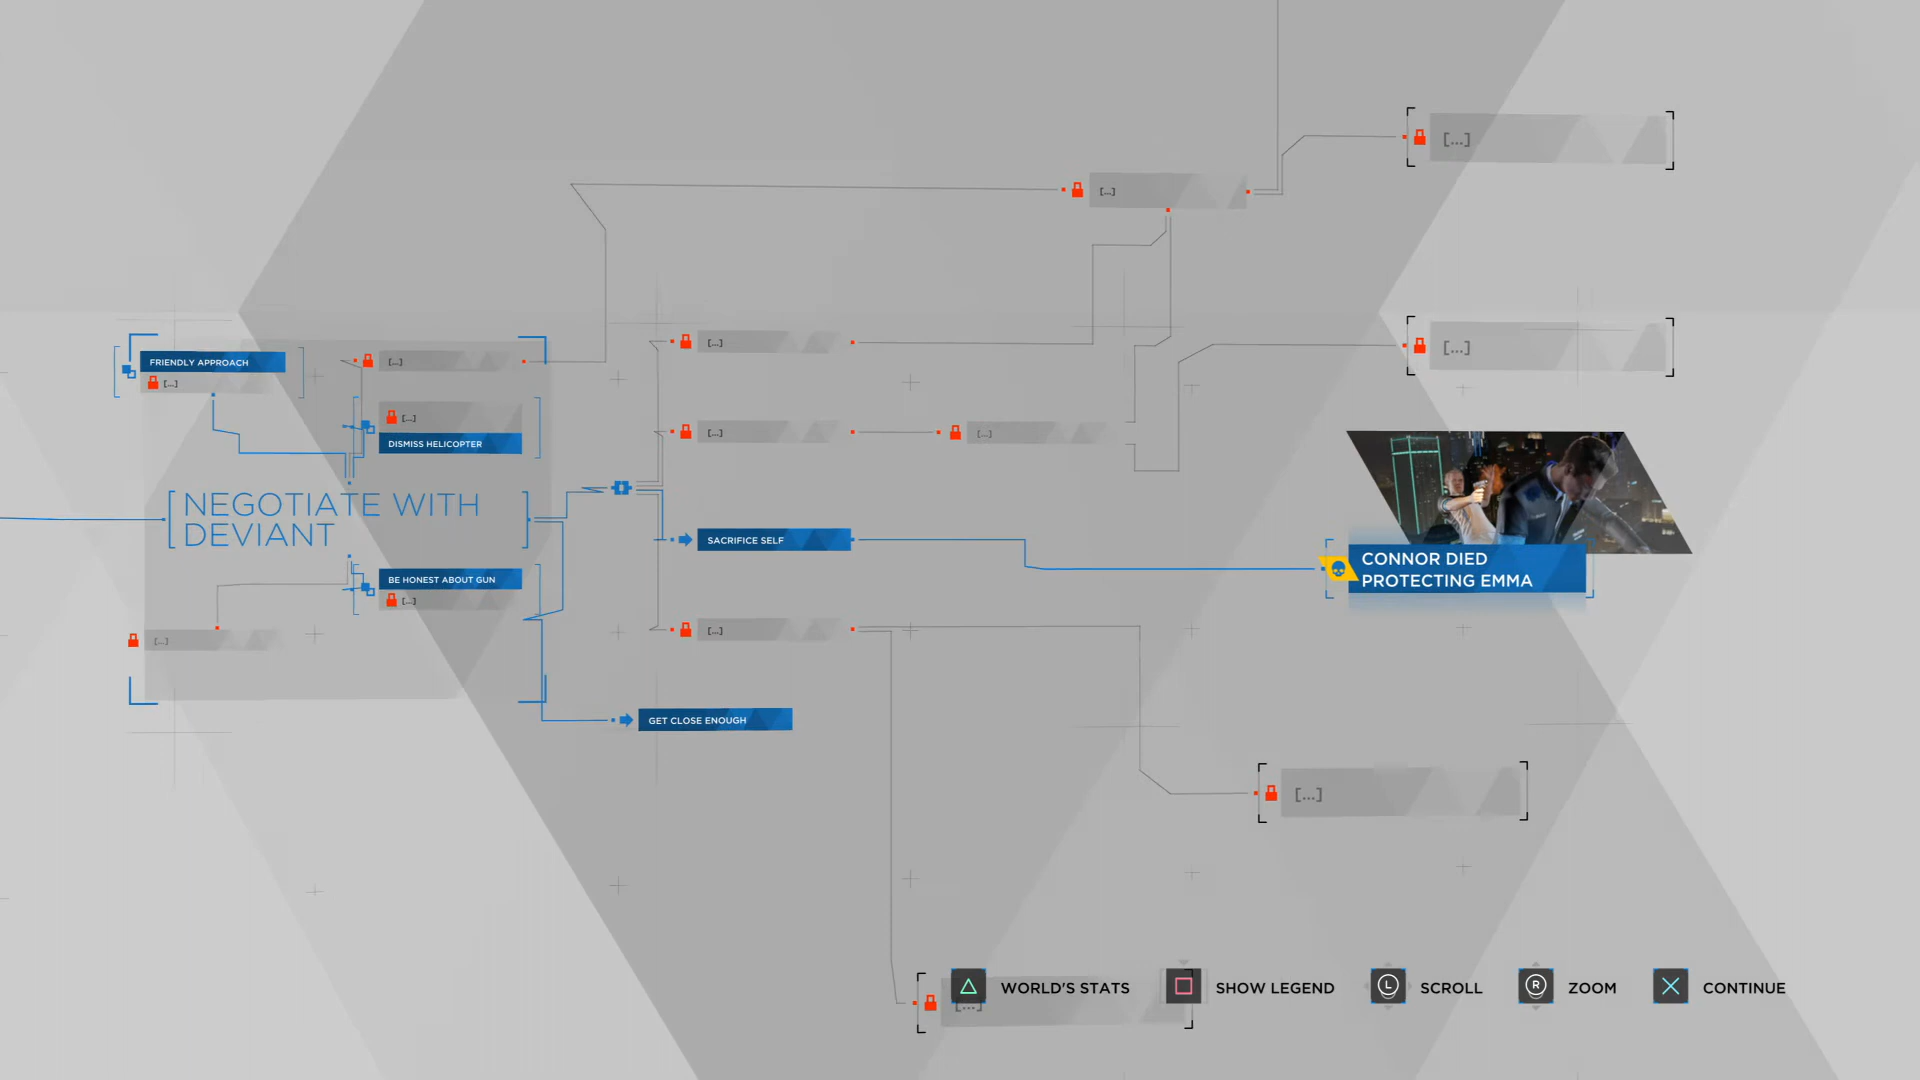 [...]
[...]
FRIENDLY APPROACH
[...]
[...]
[...]
DISMISS HELICOPTER
[...]
[...]
[...]
[...]
NEGOTIATE WITH
DEVIANT
SACRIFICE SELF
CONNOR DIED
PROTECTING EMMA
BE HONEST ABOUT GUN
[...]
[...]
[...]
GET CLOSE ENOUGH
[...]
[...]
WORLD'S STATS
SHOW LEGEND
L
SCROLL
R
ZOOM
CONTINUE